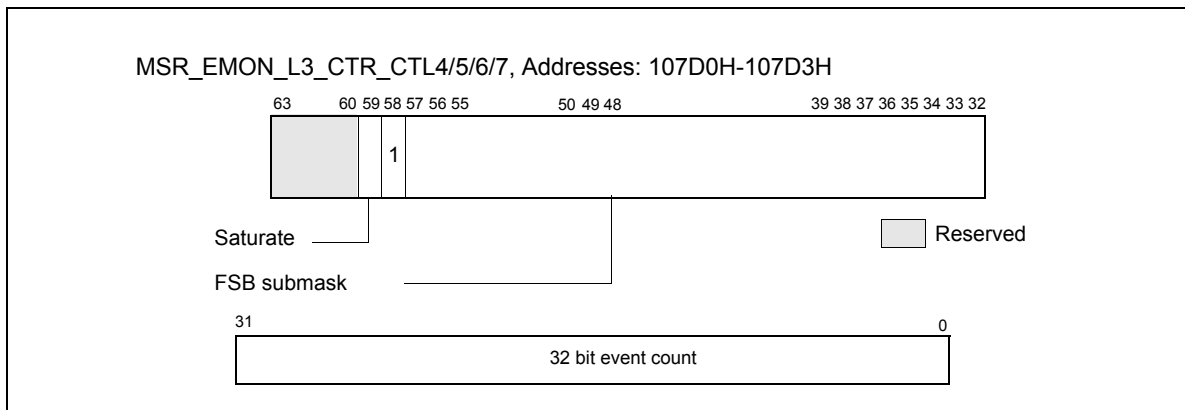 MSR_EMON_L3_CTR_CTL4/5/6/7, Addresses: 107D0H-107D3H
63 60 59 58 57 56 55 50 49 48 39 38 37 36 35 34 33 32
1
Saturate
Reserved
FSB submask
31 0
32 bit event count